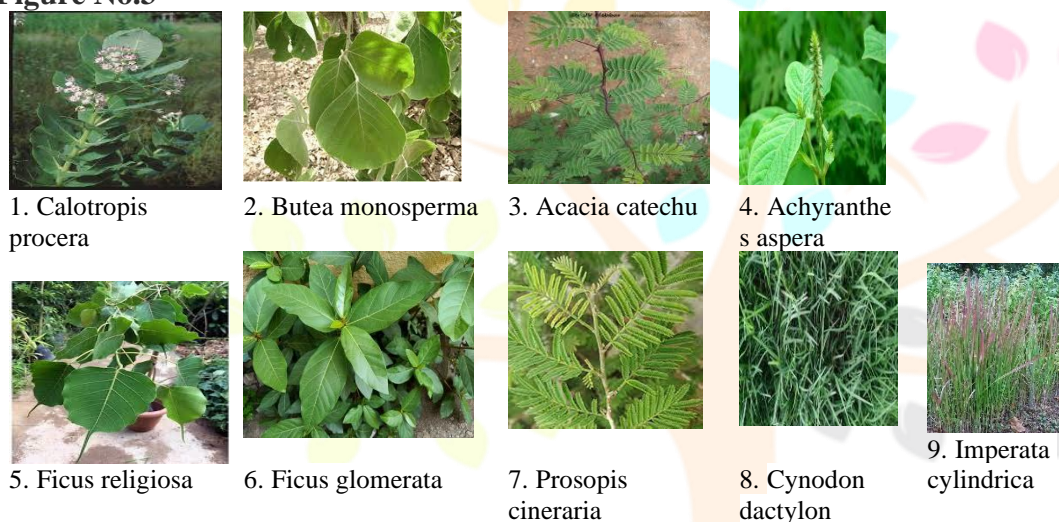 Figure No.3
1. Calotropis
procera
2. Butea monosperma
3. Acacia catechu
4. Achyranthe
s aspera
5. Ficus religiosa
6. Ficus glomerata
7. Prosopis
cineraria
8. Cynodon
dactylon
9. Imperata
cylindrica